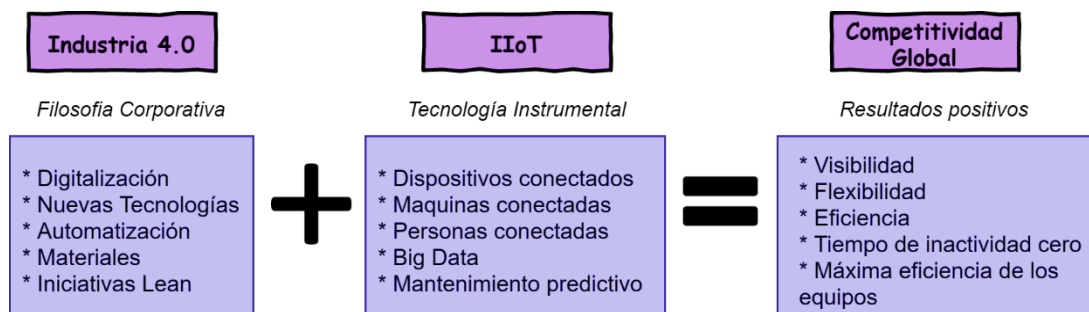 Industria 4.0
Filosofia Corporativa
* Digitalización
* Nuevas Tecnologías
* Automatización
* Materiales
* Iniciativas Lean
+
IIoT
Tecnología Instrumental
* Dispositivos conectados
* Maquinas conectadas
* Personas conectadas
* Big Data
* Mantenimiento predictivo
=
Competitividad
Global
Resultados positivos
* Visibilidad
* Flexibilidad
* Eficiencia
* Tiempo de inactividad cero
* Máxima eficiencia de los
equipos